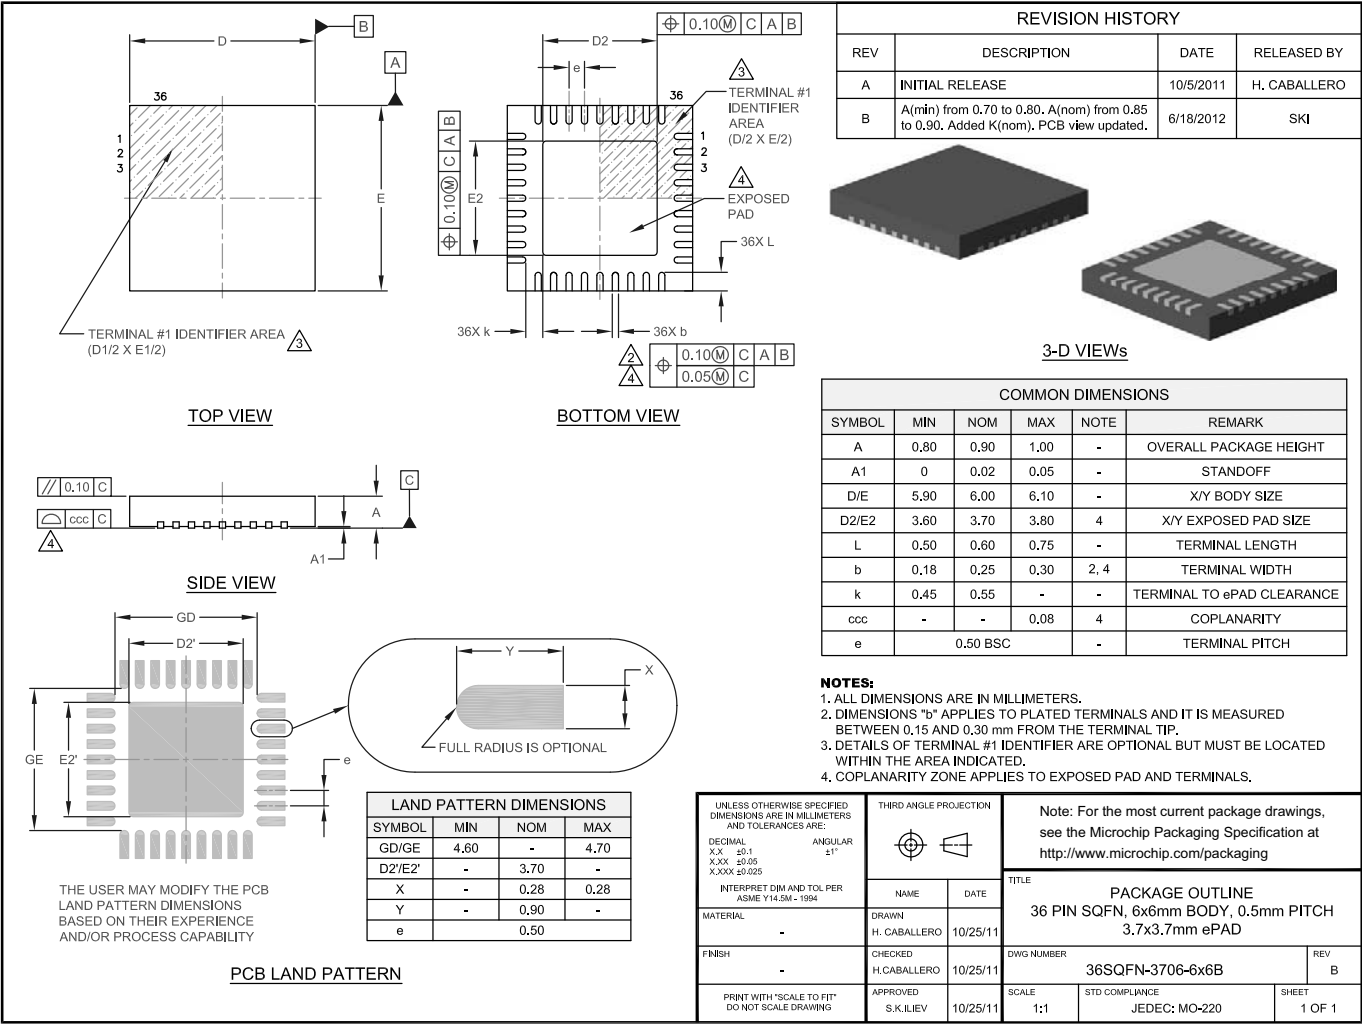 D
B
A
36
1
2
3
E
TERMINAL #1 IDENTIFIER AREA
(D1/2 X E1/2)
3
TOP VIEW
0.10Ⓜ C A B
D2
e
3
36
TERMINAL #1
IDENTIFIER
AREA
(D/2 X E/2)
1
2
3
0.10Ⓜ C A B
E2
4
EXPOSED
PAD
36X L
36X k
36X b
2
4
0.10Ⓜ C A B
0.05Ⓜ C
BOTTOM VIEW
REVISION HISTORY
REV DESCRIPTION DATE RELEASED BY
A INITIAL RELEASE 10/5/2011 H. CABALLERO
B A(min) from 0.70 to 0.80. A(nom) from 0.85
to 0.90. Added K(nom). PCB view updated. 6/18/2012 SKI
3-D VIEWs
// 0.10 C
ccc C
4
A
C
A1
SIDE VIEW
COMMON DIMENSIONS
SYMBOL MIN NOM MAX NOTE REMARK
A 0.80 0.90 1.00 - OVERALL PACKAGE HEIGHT
A1 0 0.02 0.05 - STANDOFF
D/E 5.90 6.00 6.10 - X/Y BODY SIZE
D2/E2 3.60 3.70 3.80 4 X/Y EXPOSED PAD SIZE
L 0.50 0.60 0.75 - TERMINAL LENGTH
b 0.18 0.25 0.30 2, 4 TERMINAL WIDTH
k 0.45 0.55 - - TERMINAL TO ePAD CLEARANCE
ccc - - 0.08 4 COPLANARITY
e 0.50 BSC - TERMINAL PITCH
GD
D2'
GE
E2'
e
Y
X
FULL RADIUS IS OPTIONAL
THE USER MAY MODIFY THE PCB
LAND PATTERN DIMENSIONS
BASED ON THEIR EXPERIENCE
AND/OR PROCESS CAPABILITY
PCB LAND PATTERN
LAND PATTERN DIMENSIONS
SYMBOL MIN NOM MAX
GD/GE 4.60 - 4.70
D2'/E2' - 3.70 -
X - 0.28 0.28
Y - 0.90 -
e 0.50
NOTES:
1. ALL DIMENSIONS ARE IN MILLIMETERS.
2. DIMENSIONS "b" APPLIES TO PLATED TERMINALS AND IT IS MEASURED
BETWEEN 0.15 AND 0.30 mm FROM THE TERMINAL TIP.
3. DETAILS OF TERMINAL #1 IDENTIFIER ARE OPTIONAL BUT MUST BE LOCATED
WITHIN THE AREA INDICATED.
4. COPLANARITY ZONE APPLIES TO EXPOSED PAD AND TERMINALS.
UNLESS OTHERWISE SPECIFIED
DIMENSIONS ARE IN MILLIMETERS
AND TOLERANCES ARE:
DECIMAL ANGULAR
X.X ±0.1 ±1°
X.XX ±0.05
X.XXX ±0.025
INTERPRET DIM AND TOL PER
ASME Y14.5M - 1994
MATERIAL
-
FINISH
-
PRINT WITH "SCALE TO FIT"
DO NOT SCALE DRAWING
THIRD ANGLE PROJECTION
NAME DATE
DRAWN
H. CABALLERO 10/25/11
CHECKED
H.CABALLERO 10/25/11
APPROVED
S.K.ILIEV 10/25/11
Note: For the most current package drawings,
see the Microchip Packaging Specification at
http://www.microchip.com/packaging
TITLE
PACKAGE OUTLINE
36 PIN SQFN, 6x6mm BODY, 0.5mm PITCH
3.7x3.7mm ePAD
DWG NUMBER REV
36SQFN-3706-6x6B B
SCALE STD COMPLIANCE SHEET
1:1 JEDEC: MO-220 1 OF 1